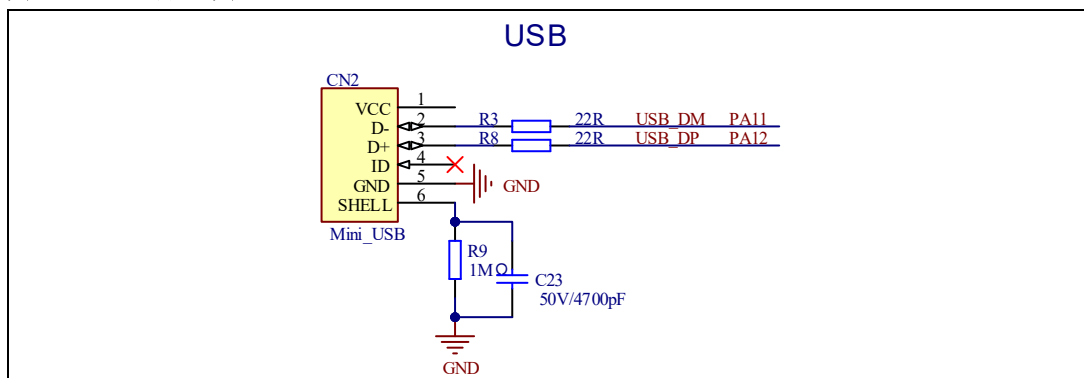 USB
CN2
VCC 1
D- 2 R3 22R USB_DM PA11
D+ 3 R8 22R USB_DP PA12
ID 4
GND 5 GND
SHELL 6
Mini_USB
R9
1MΩ
C23
50V/4700pF
GND